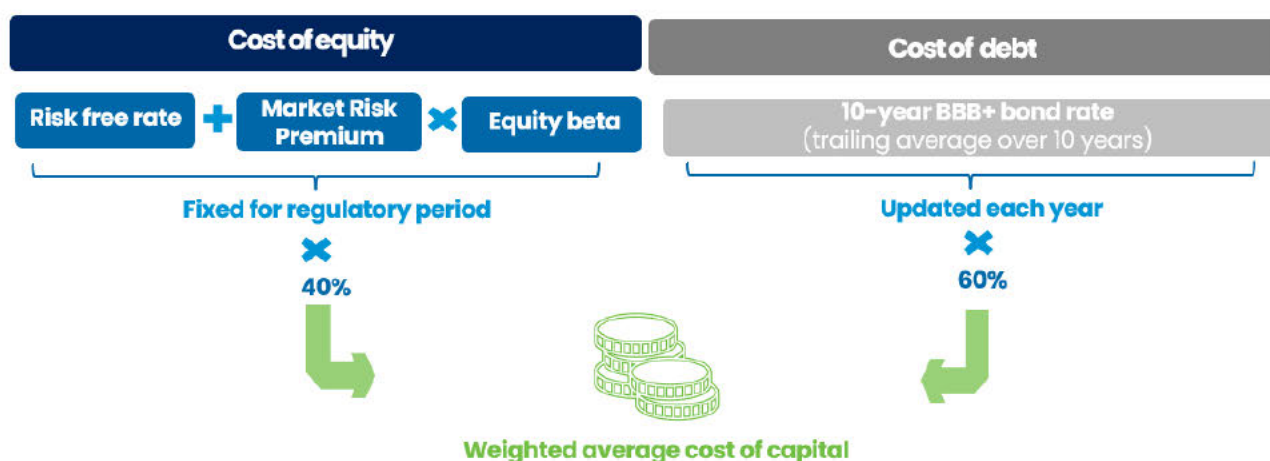 Cost of equity
Cost of debt
Risk free rate
+
Market Risk
Premium
×
Equity beta
10-year BBB+ bond rate
(trailing average over 10 years)
Fixed for regulatory period
Updated each year
×
×
40%
60%
Weighted average cost of capital